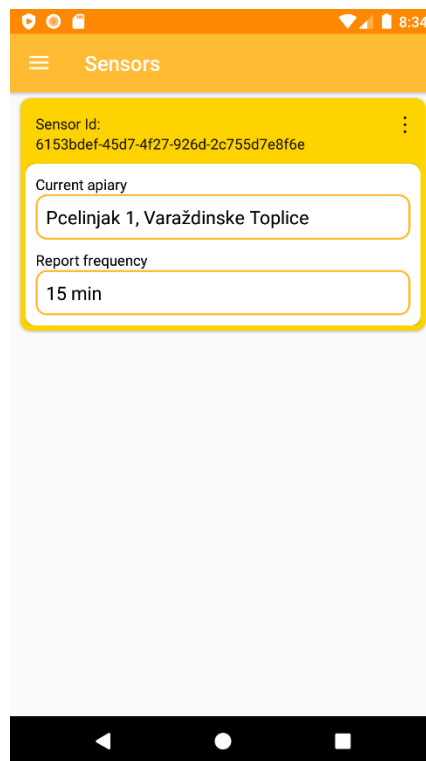 8:34
Sensors
Sensor Id:
6153bdef-45d7-4f27-926d-2c755d7e8f6e
Current apiary
Pcelinjak 1, Varaždinske Toplice
Report frequency
15 min